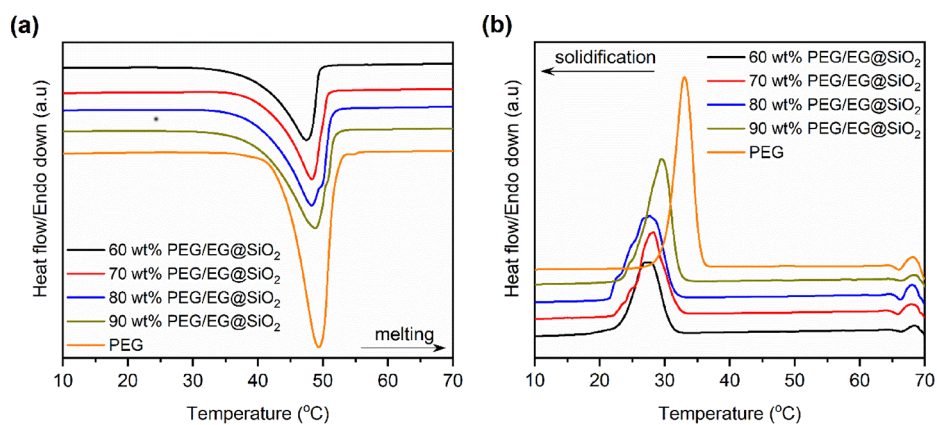 (a)
Heat flow/Endo down (a.u)
60 wt% PEG/EG@SiO₂
70 wt% PEG/EG@SiO₂
80 wt% PEG/EG@SiO₂
90 wt% PEG/EG@SiO₂
PEG
melting
10 20 30 40 50 60 70
Temperature (°C)
(b)
Heat flow/Endo down (a.u)
solidification
60 wt% PEG/EG@SiO₂
70 wt% PEG/EG@SiO₂
80 wt% PEG/EG@SiO₂
90 wt% PEG/EG@SiO₂
PEG
10 20 30 40 50 60 70
Temperature (°C)